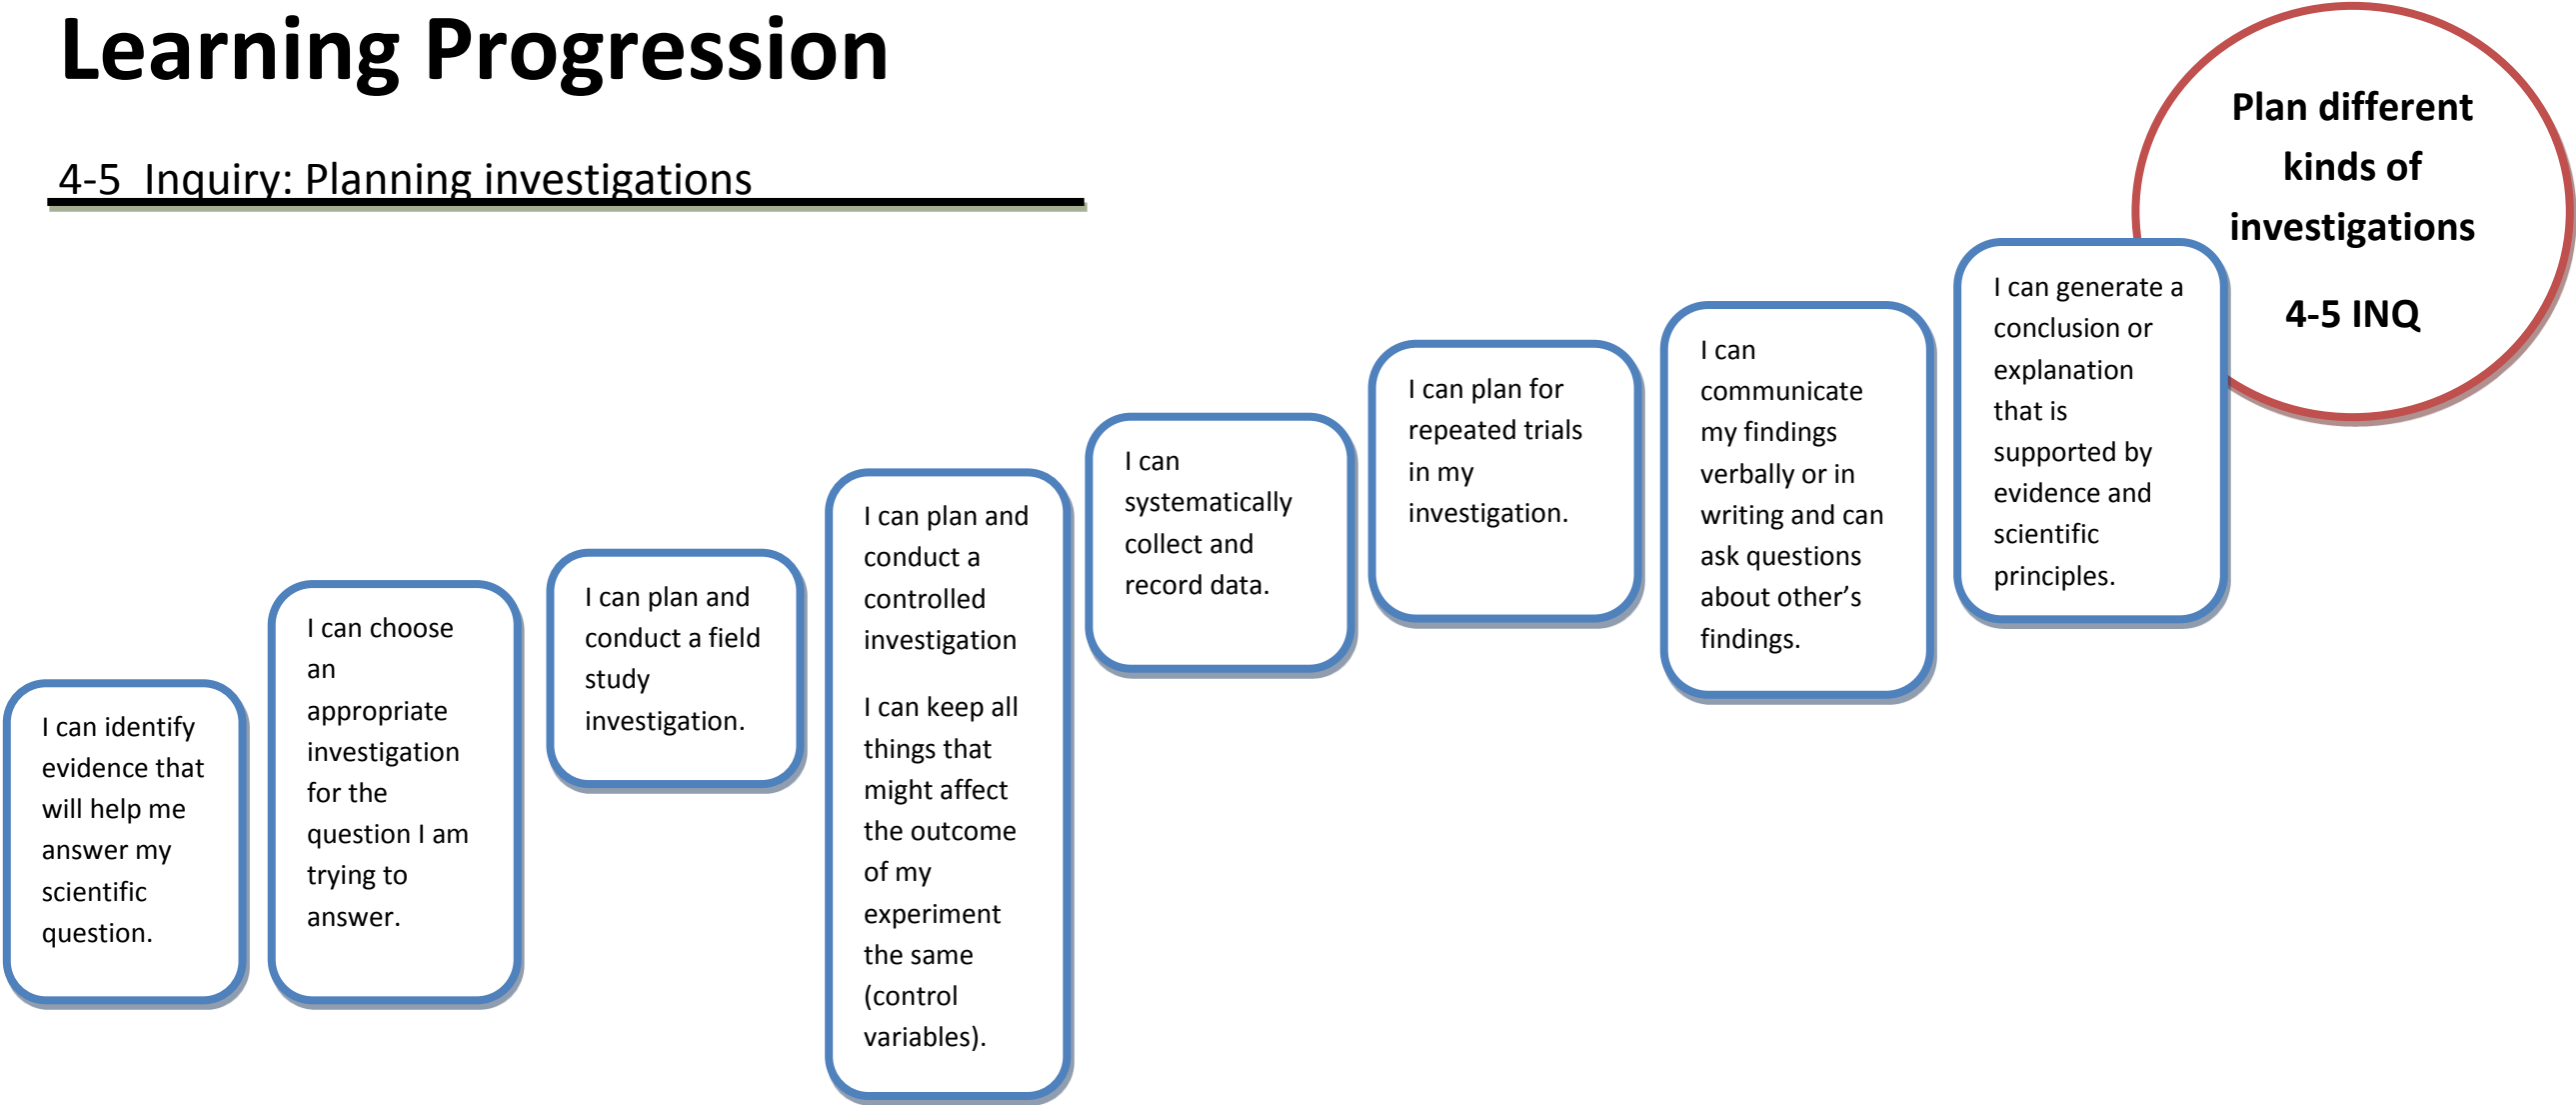 Learning Progression
4-5 Inquiry: Planning investigations
I can identify
evidence that
will help me
answer my
scientific
question.
I can choose
an
appropriate
investigation
for the
question I am
trying to
answer.
I can plan and
conduct a field
study
investigation.
I can plan and
conduct a
controlled
investigation
I can keep all
things that
might affect
the outcome
of my
experiment
the same
(control
variables).
I can
systematically
collect and
record data.
I can plan for
repeated trials
in my
investigation.
I can
communicate
my findings
verbally or in
writing and can
ask questions
about other’s
findings.
I can generate a
conclusion or
explanation
that is
supported by
evidence and
scientific
principles.
Plan different
kinds of
investigations
4-5 INQ